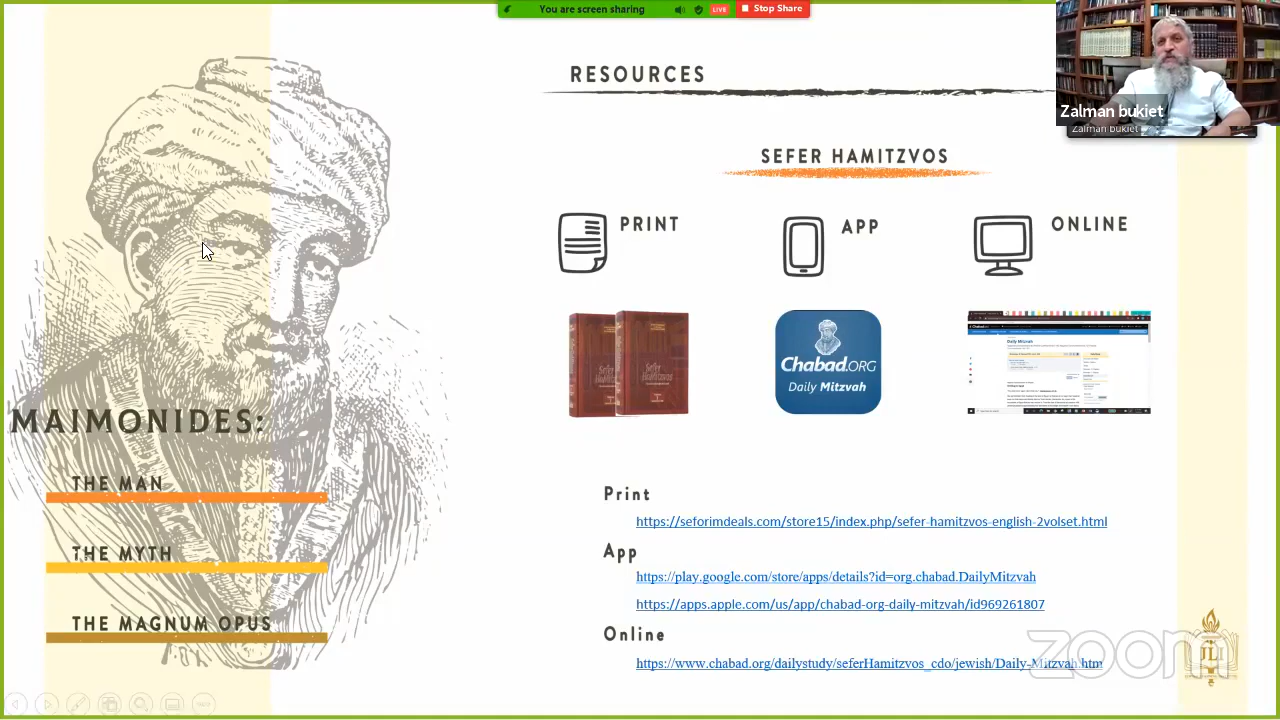 You are screen sharing
LIVE
Stop Share
Zalman bukiet
Zalman bukiet
RESOURCES
SEFER HAMITZVOS
PRINT
APP
ONLINE
Sefer
Chabad.ORG
Daily Mitzvah
Daily Mitzvah
MAIMONIDES:
THE MAN
THE MYTH
THE MAGNUM OPUS
Print
https://seforimdeals.com/store15/index.php/sefer-hamitzvos-english-2volset.html
App
https://play.google.com/store/apps/details?id=org.chabad.DailyMitzvah
https://apps.apple.com/us/app/chabad-org-daily-mitzvah/id969261807
Online
https://www.chabad.org/dailystudy/seferHamitzvos_cdo/jewish/Daily-Mitzvah.htm
zoom
JLI